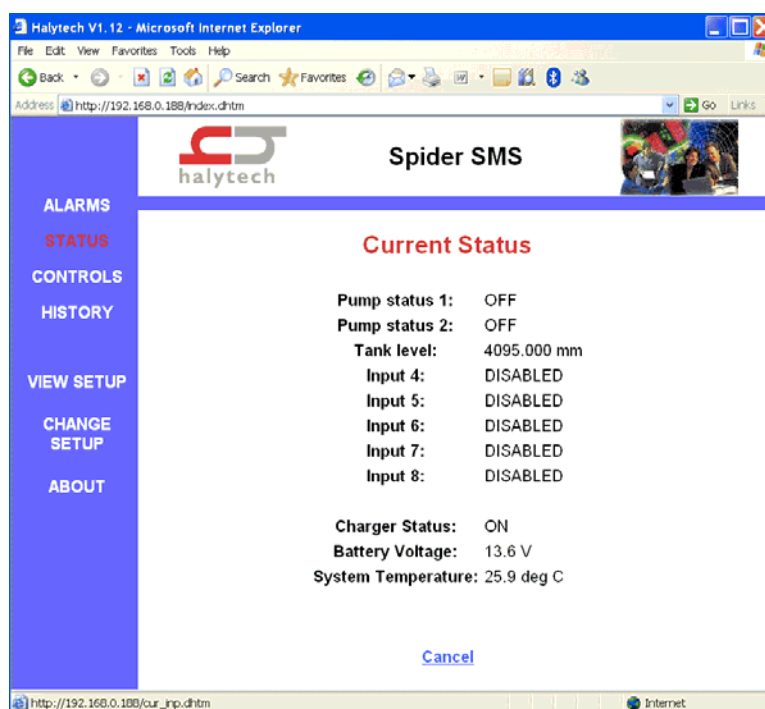 Halytech V1.12 - Microsoft Internet Explorer
File Edit View Favorites Tools Help
Back Search Favorites
Address http://192.168.0.188/index.dhtm Go Links
halytech
Spider SMS
ALARMS
STATUS
CONTROLS
HISTORY
VIEW SETUP
CHANGE
SETUP
ABOUT
Current Status
Pump status 1: OFF
Pump status 2: OFF
Tank level: 4095.000 mm
Input 4: DISABLED
Input 5: DISABLED
Input 6: DISABLED
Input 7: DISABLED
Input 8: DISABLED
Charger Status: ON
Battery Voltage: 13.6 V
System Temperature: 25.9 deg C
Cancel
http://192.168.0.188/cur_inp.dhtm Internet